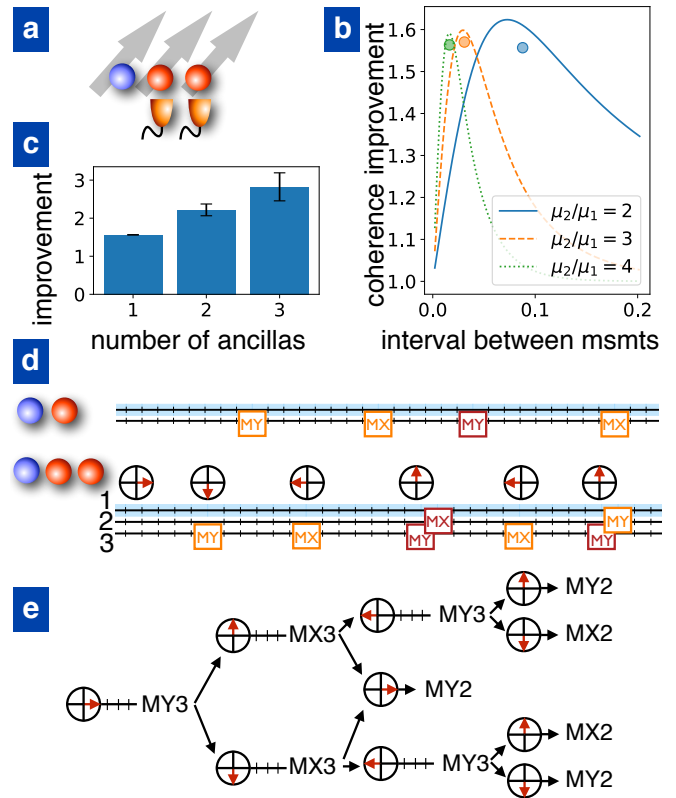 a
b
c
coherence improvement
1.6
1.5
1.4
1.3
1.2
1.1
1.0
0.0 0.1 0.2
interval between msmts
μ₂/μ₁ = 2
μ₂/μ₁ = 3
μ₂/μ₁ = 4
improvement
3
2
1
0
1 2 3
number of ancillas
d
MY MX MY MX
1
2
3
MX MY
MY MX MY MX MY
e
MY2
MY3
MX3 MX2
MY3 MY2
MX3 MY3 MX2
MY2